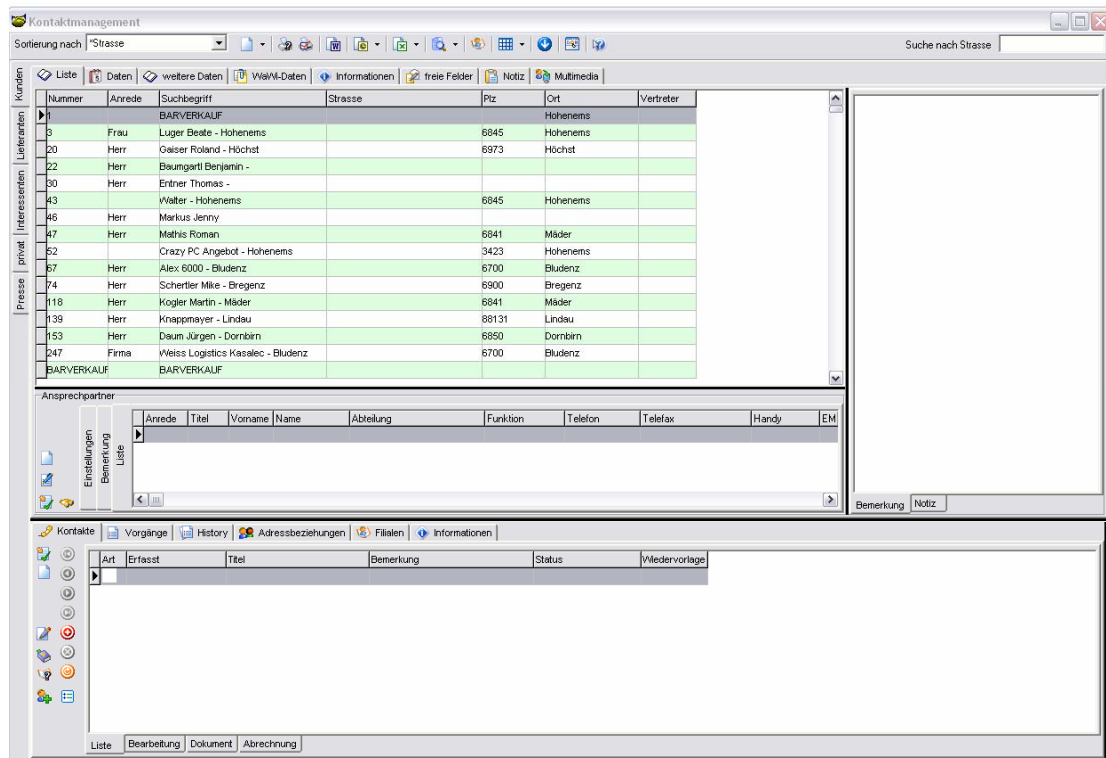 Kontaktmanagement
Sortierung nach *Strasse Suche nach Strasse
Liste Daten weitere Daten WaWi-Daten Informationen freie Felder Notiz Multimedia
Kunden
Lieferanten
Interessenten
privat
Presse
Nummer Anrede Suchbegriff Strasse Plz Ort Vertreter
1 BARVERKAUF Hohenems
3 Frau Luger Beate - Hohenems 6845 Hohenems
20 Herr Gaiser Roland - Höchst 6973 Höchst
22 Herr Baumgartl Benjamin -
30 Herr Entner Thomas -
43 Walter - Hohenems 6845 Hohenems
46 Herr Markus Jenny
47 Herr Mathis Roman 6841 Mäder
52 Crazy PC Angebot - Hohenems 3423 Hohenems
67 Herr Alex 6000 - Bludenz 6700 Bludenz
74 Herr Schertler Mike - Bregenz 6900 Bregenz
118 Herr Kogler Martin - Mäder 6841 Mäder
139 Herr Knappmayer - Lindau 88131 Lindau
153 Herr Daum Jürgen - Dornbirn 6850 Dornbirn
247 Firma Weiss Logistics Kasalec - Bludenz 6700 Bludenz
BARVERKAUF BARVERKAUF
Ansprechpartner
Einstellungen
Bemerkung
Liste
Anrede Titel Vorname Name Abteilung Funktion Telefon Telefax Handy EM
Bemerkung Notiz
Kontakte Vorgänge History Adressbeziehungen Filialen Informationen
Art Erfasst Titel Bemerkung Status Wiedervorlage
Liste Bearbeitung Dokument Abrechnung